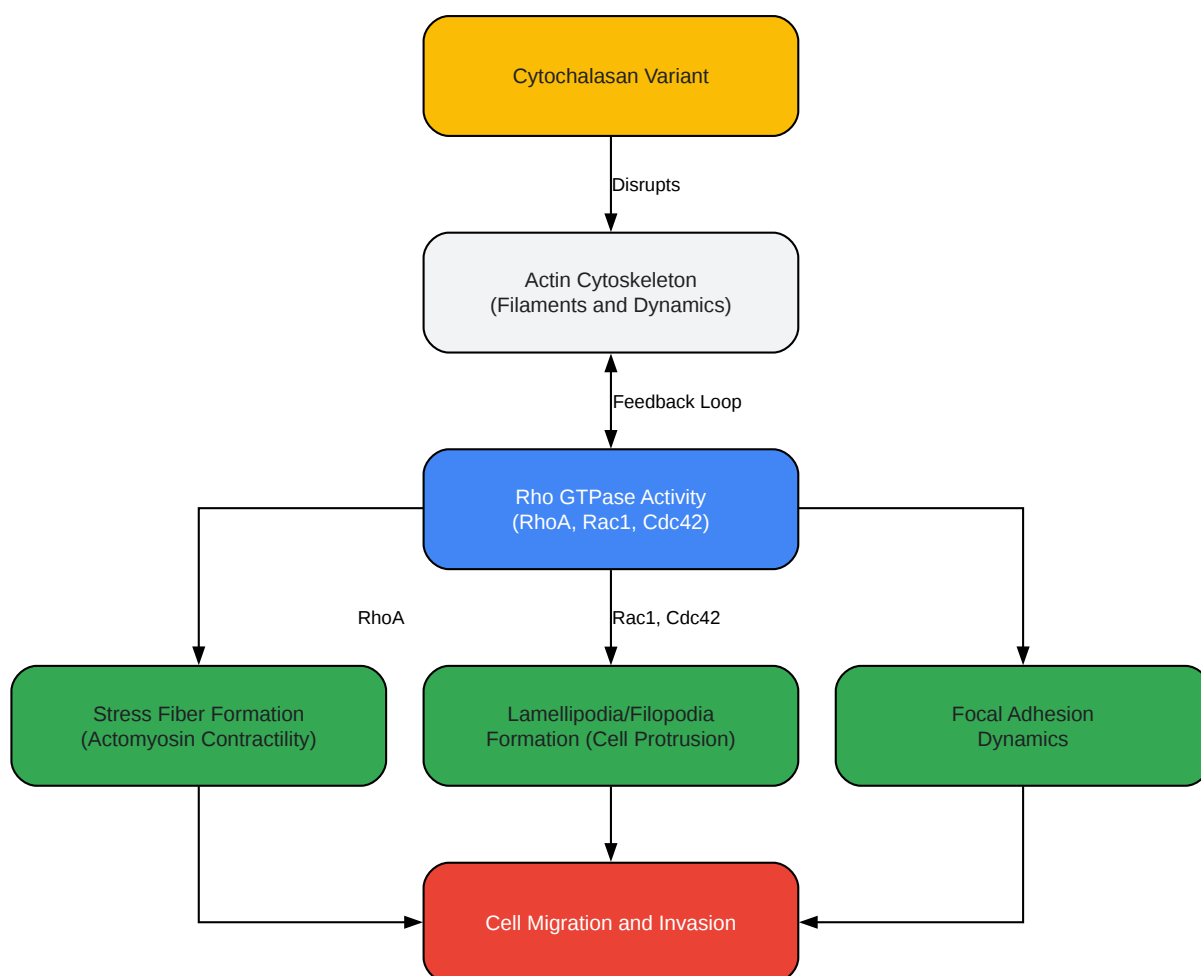 Cytochalasan Variant
Disrupts
Actin Cytoskeleton
(Filaments and Dynamics)
Feedback Loop
Rho GTPase Activity
(RhoA, Rac1, Cdc42)
RhoA
Rac1, Cdc42
Stress Fiber Formation
(Actomyosin Contractility)
Lamellipodia/Filopodia
Formation (Cell Protrusion)
Focal Adhesion
Dynamics
Cell Migration and Invasion